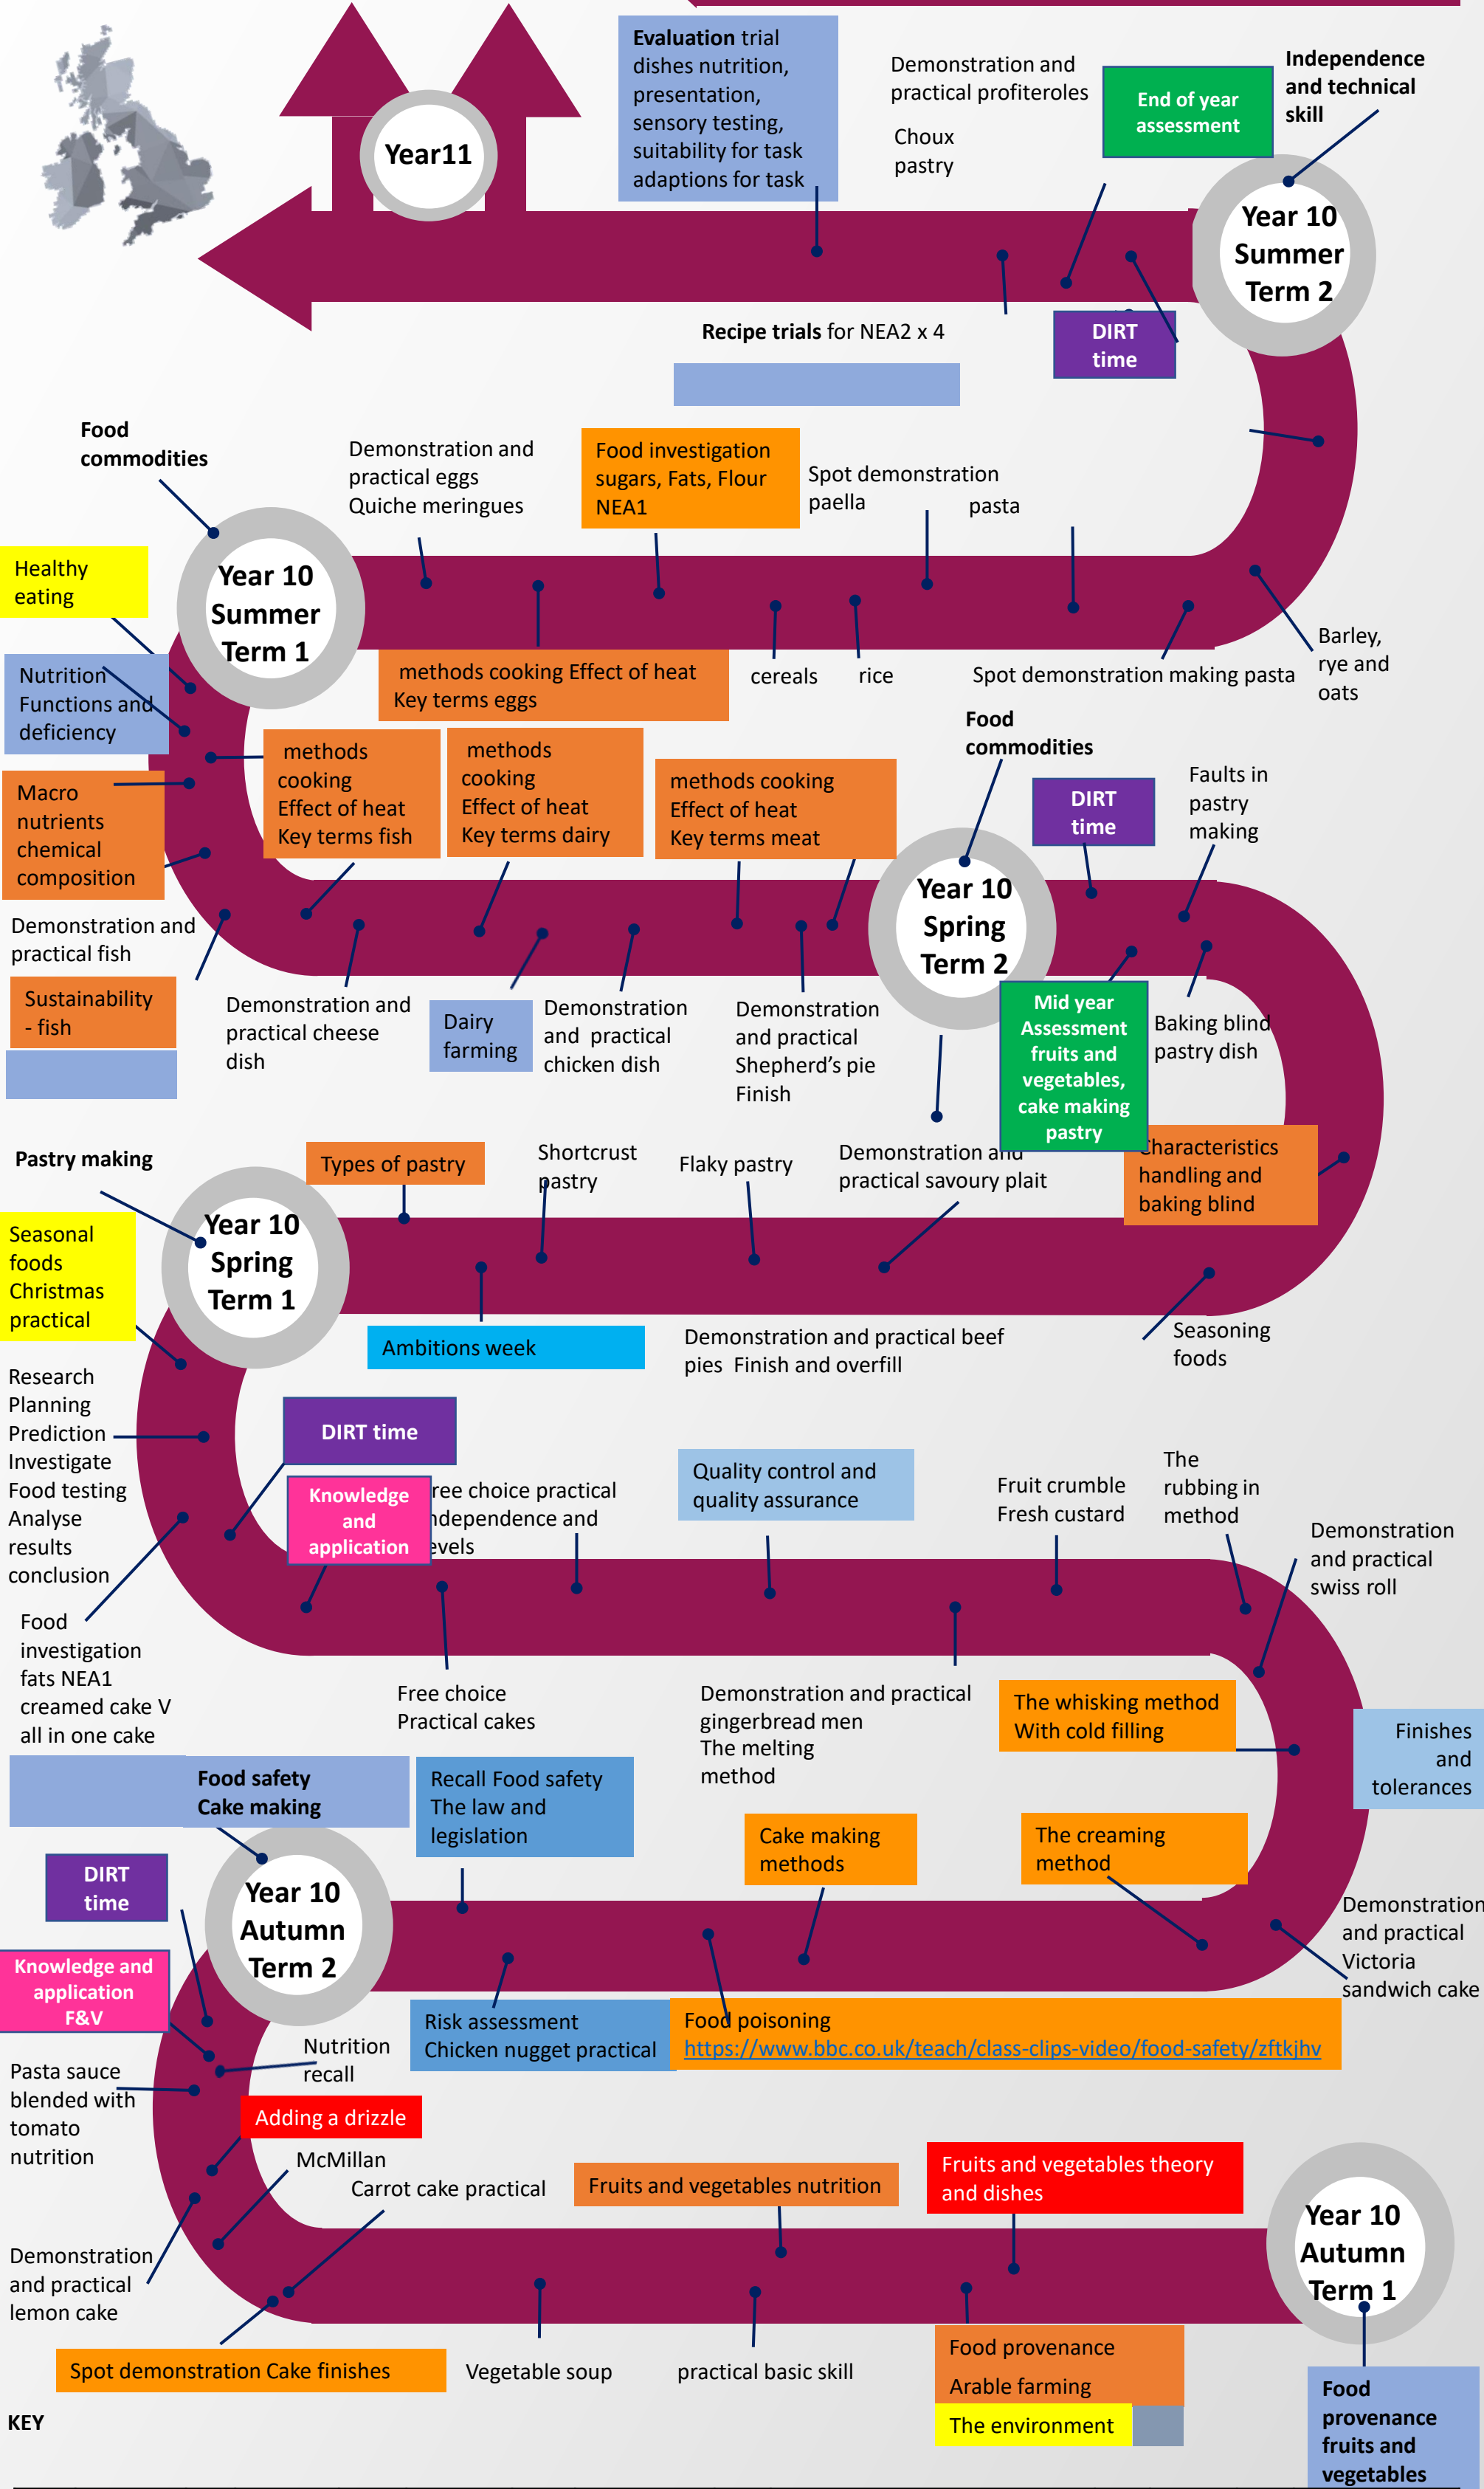 Evaluation trial
dishes nutrition,
presentation,
sensory testing,
suitability for task
adaptions for task
Demonstration and
practical profiteroles
Choux
pastry
End of year
assessment
Independence
and technical
skill
Year11
Year 10
Summer
Term 2
Recipe trials for NEA2 x 4
DIRT
time
Food
commodities
Demonstration and
practical eggs
Quiche meringues
Food investigation
sugars, Fats, Flour
NEA1
Spot demonstration
paella
pasta
Healthy
eating
Year 10
Summer
Term 1
Nutrition
Functions and
deficiency
methods cooking Effect of heat
Key terms eggs
cereals
rice
Spot demonstration making pasta
Barley,
rye and
oats
Macro
nutrients
chemical
composition
methods
cooking
Effect of heat
Key terms fish
methods
cooking
Effect of heat
Key terms dairy
methods cooking
Effect of heat
Key terms meat
Food
commodities
DIRT
time
Faults in
pastry
making
Year 10
Spring
Term 2
Demonstration and
practical fish
Sustainability
- fish
Demonstration and
practical cheese
dish
Dairy
farming
Demonstration
and practical
chicken dish
Demonstration
and practical
Shepherd's pie
Finish
Mid year
Assessment
fruits and
vegetables,
cake making
pastry
Baking blind
pastry dish
Pastry making
Types of pastry
Shortcrust
pastry
Flaky pastry
Demonstration and
practical savoury plait
Characteristics
handling and
baking blind
Year 10
Spring
Term 1
Seasonal
foods
Christmas
practical
Ambitions week
Demonstration and practical beef
pies Finish and overfill
Seasoning
foods
Research
Planning
Prediction
Investigate
Food testing
Analyse
results
conclusion
DIRT time
Knowledge
and
application
ree choice practical
ndependence and
evels
Quality control and
quality assurance
Fruit crumble
Fresh custard
The
rubbing in
method
Demonstration
and practical
swiss roll
Food
investigation
fats NEA1
creamed cake V
all in one cake
Free choice
Practical cakes
Demonstration and practical
gingerbread men
The melting
method
The whisking method
With cold filling
Finishes
and
tolerances
Food safety
Cake making
Recall Food safety
The law and
legislation
Cake making
methods
The creaming
method
DIRT
time
Year 10
Autumn
Term 2
Demonstration
and practical
Victoria
sandwich cake
Knowledge and
application
F&V
Nutrition
recall
Risk assessment
Chicken nugget practical
Food poisoning
https://www.bbc.co.uk/teach/class-clips-video/food-safety/zftkjhv
Pasta sauce
blended with
tomato
nutrition
Adding a drizzle
McMillan
Carrot cake practical
Fruits and vegetables nutrition
Fruits and vegetables theory
and dishes
Year 10
Autumn
Term 1
Demonstration
and practical
lemon cake
Spot demonstration Cake finishes
Vegetable soup
practical basic skill
Food provenance
Arable farming
The environment
Food
provenance
fruits and
vegetables
KEY